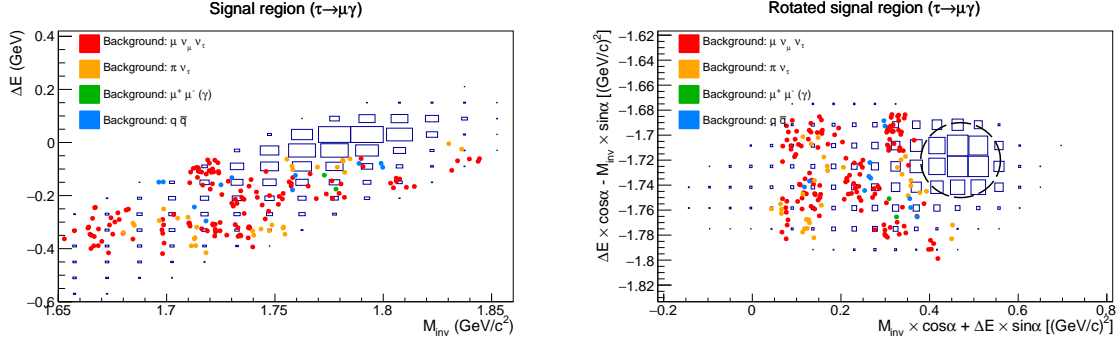 Signal region (τ→μγ)
ΔE (GeV)
0.4
0.2
0
−0.2
−0.4
−0.6
Background: μ ν_μ ν_τ
Background: π ν_τ
Background: μ⁺ μ⁻ (γ)
Background: q q̅
1.65
1.7
1.75
1.8
1.85
M_inv (GeV/c²)
Rotated signal region (τ→μγ)
ΔE × cosα - M_inv × sinα [(GeV/c)²]
−1.62
−1.64
−1.66
−1.68
−1.7
−1.72
−1.74
−1.76
−1.78
−1.8
−1.82
Background: μ ν_μ ν_τ
Background: π ν_τ
Background: μ⁺ μ⁻ (γ)
Background: q q̅
−0.2
0
0.2
0.4
0.6
0.8
M_inv × cosα + ΔE × sinα [(GeV/c)²]